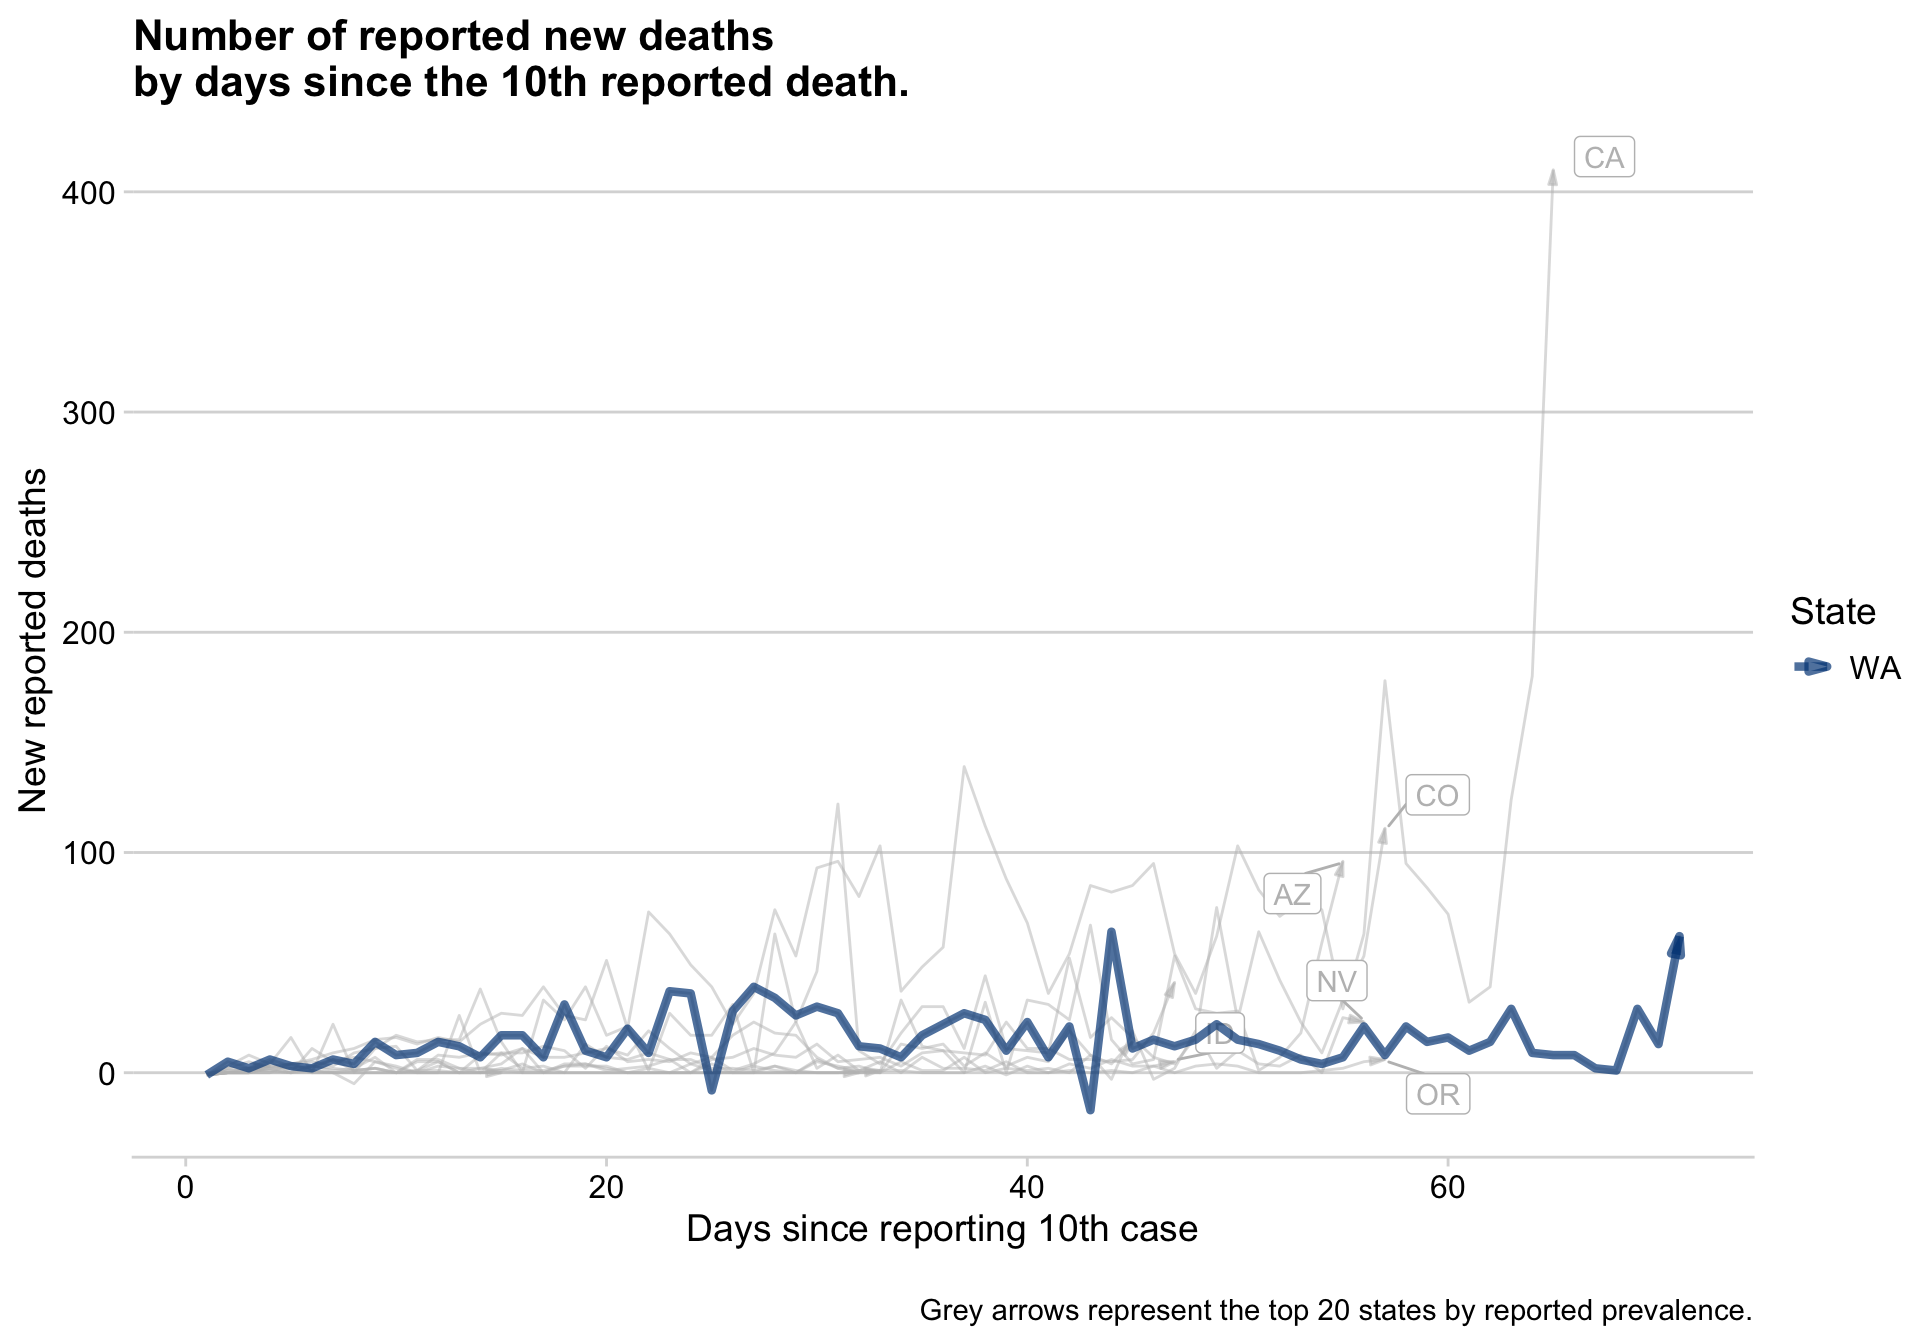 Number of reported new deaths
by days since the 10th reported death.
CA
400
300
200
100
0
New reported deaths
CO
AZ
NV
ID
OR
State
WA
0 20 40 60
Days since reporting 10th case
Grey arrows represent the top 20 states by reported prevalence.